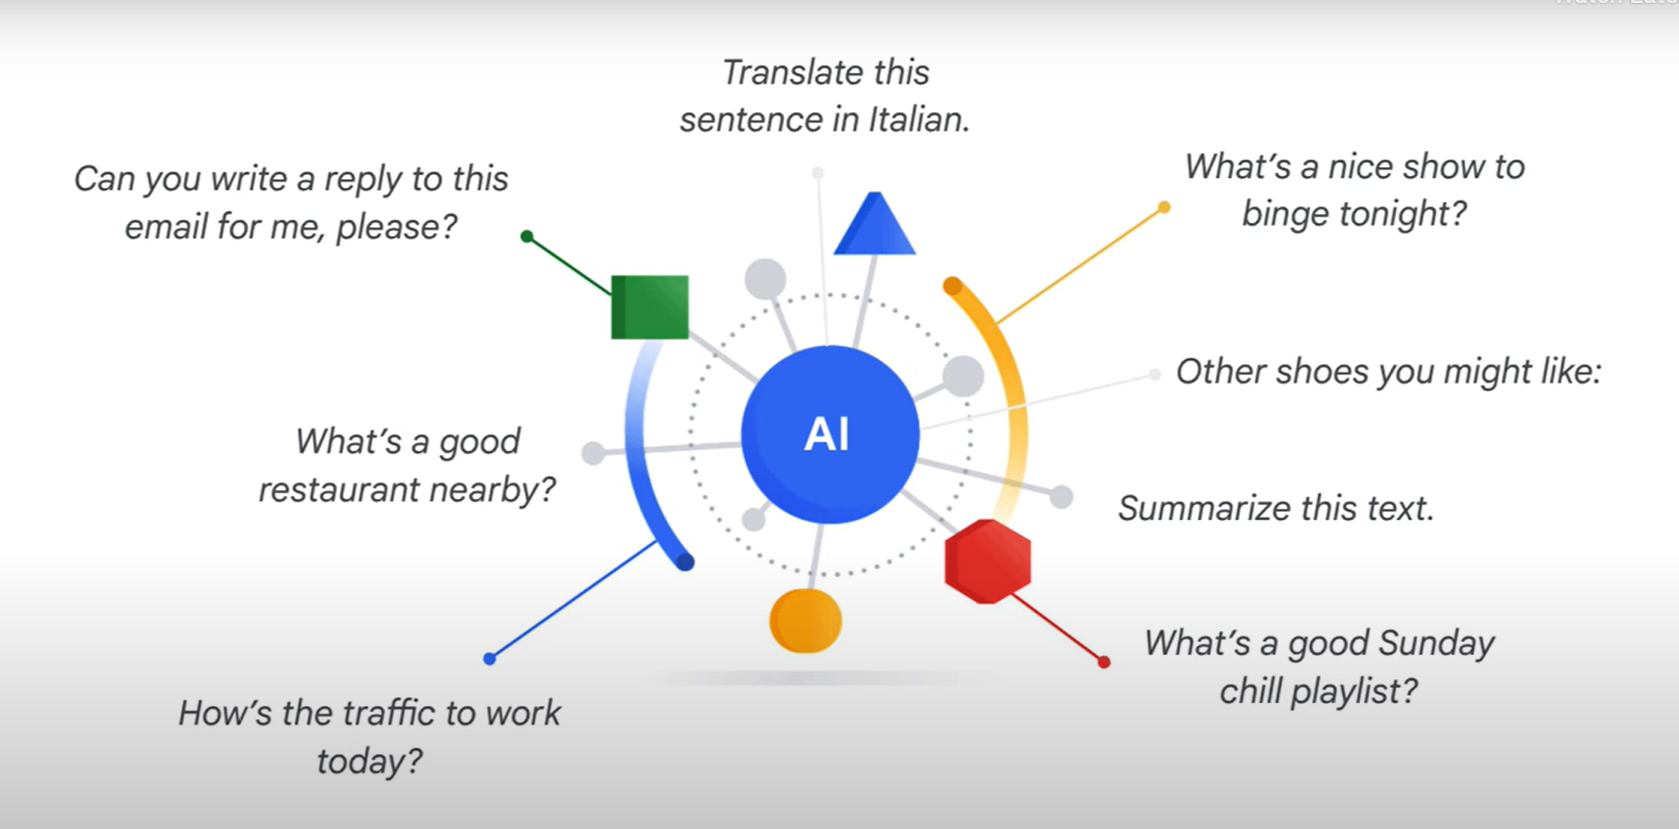 Translate this
sentence in Italian.
Can you write a reply to this
email for me, please?
What's a nice show to
binge tonight?
Other shoes you might like:
AI
What's a good
restaurant nearby?
Summarize this text.
What's a good Sunday
chill playlist?
How's the traffic to work
today?